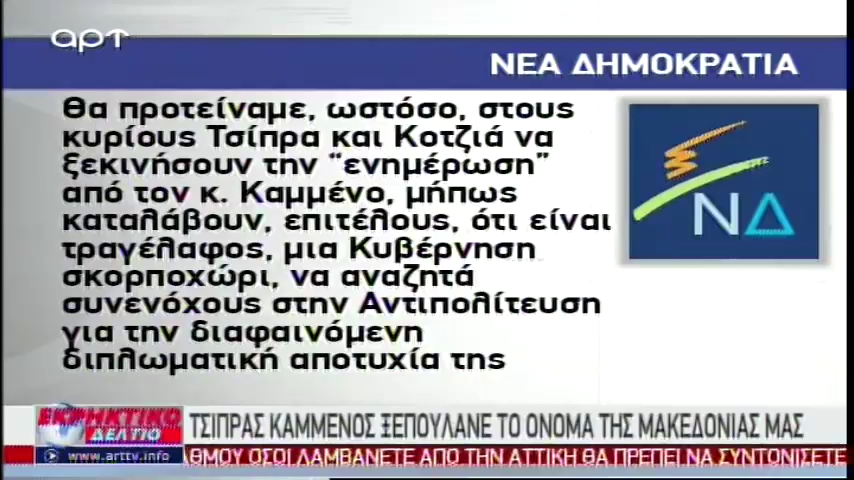 αρτ
ΝΕΑ ΔΗΜΟΚΡΑΤΙΑ
Θα προτείναμε, ωστόσο, στους
κυρίους Τσίπρα και Κοτζιά να
ξεκινήσουν την "ενημέρωση"
από τον κ. Καμμένο, μήπως
καταλάβουν, επιτέλους, ότι είναι
τραγέλαφος, μια Κυβέρνηση
σκορποχώρι, να αναζητά
συνενόχους στην Αντιπολίτευση
για την διαφαινόμενη
διπλωματική αποτυχία της
ΝΔ
ΕΚΡΗΚΤΙΚΟ
ΔΕΛΤΙΟ
ΤΣΙΠΡΑΣ ΚΑΜΜΕΝΟΣ ΞΕΠΟΥΛΑΝΕ ΤΟ ΟΝΟΜΑ ΤΗΣ ΜΑΚΕΔΟΝΙΑΣ ΜΑΣ
www.arttv.info
ΑΘΜΟΥ ΟΣΟΙ ΛΑΜΒΑΝΕΤΕ ΑΠΟ ΤΗΝ ΑΤΤΙΚΗ ΘΑ ΠΡΕΠΕΙ ΝΑ ΣΥΝΤΟΝΙΣΕΤΕ